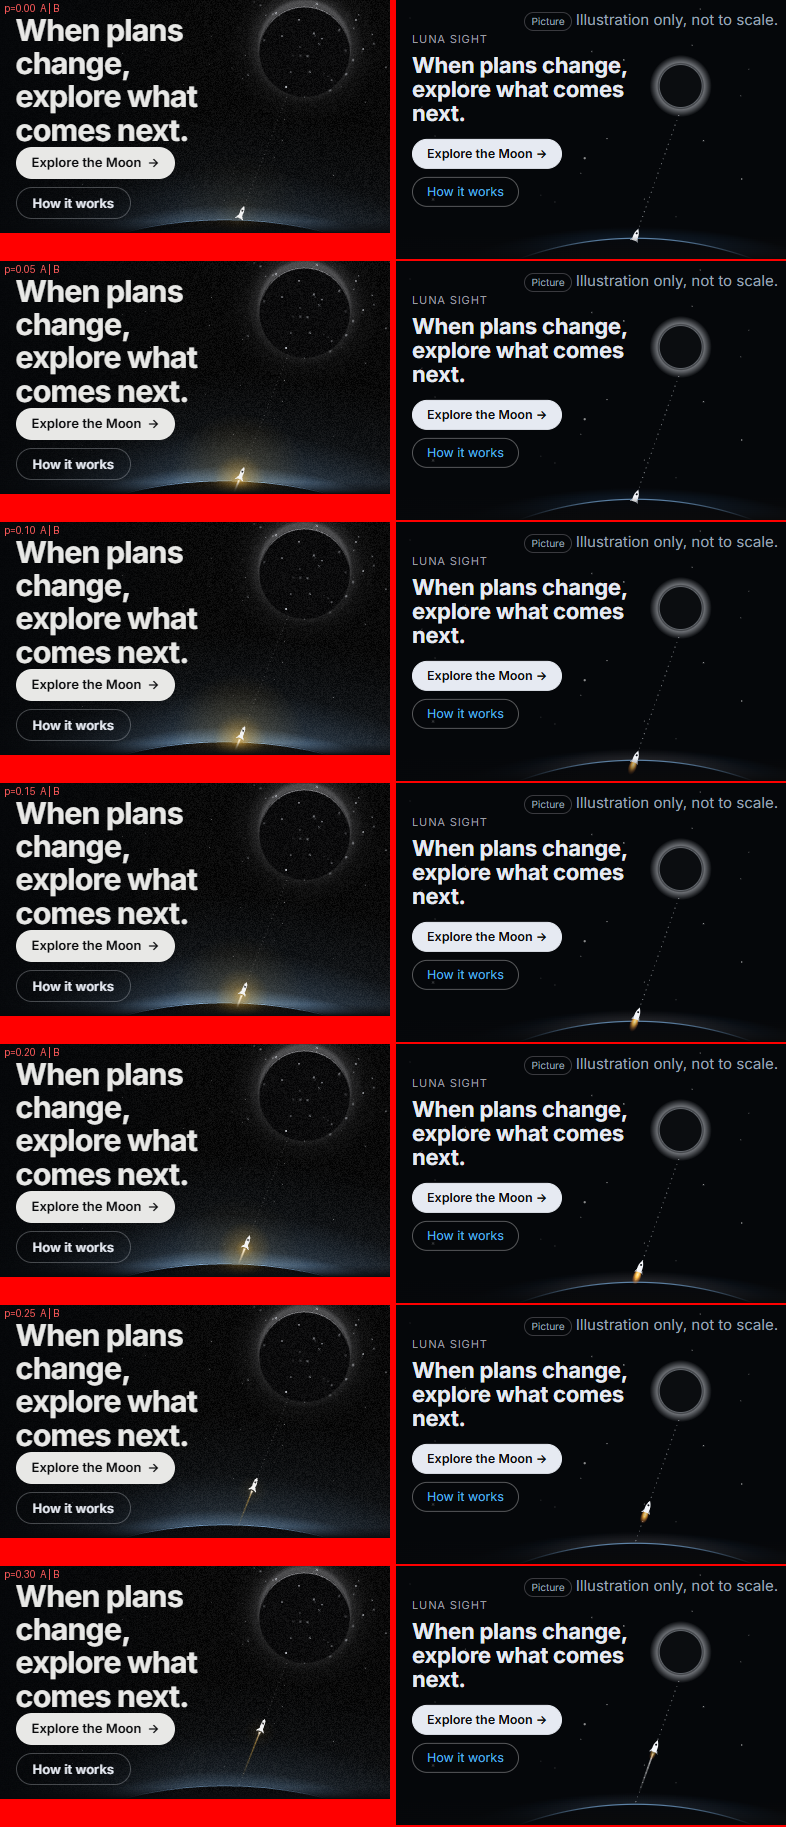 p=0.00 A|B
When plans
change,
explore what
comes next.
Explore the Moon →
How it works
Picture Illustration only, not to scale.
LUNA SIGHT
When plans change,
explore what comes
next.
Explore the Moon →
How it works
p=0.05 A|B
When plans
change,
explore what
comes next.
Explore the Moon →
How it works
Picture Illustration only, not to scale.
LUNA SIGHT
When plans change,
explore what comes
next.
Explore the Moon →
How it works
p=0.10 A|B
When plans
change,
explore what
comes next.
Explore the Moon →
How it works
Picture Illustration only, not to scale.
LUNA SIGHT
When plans change,
explore what comes
next.
Explore the Moon →
How it works
p=0.15 A|B
When plans
change,
explore what
comes next.
Explore the Moon →
How it works
Picture Illustration only, not to scale.
LUNA SIGHT
When plans change,
explore what comes
next.
Explore the Moon →
How it works
p=0.20 A|B
When plans
change,
explore what
comes next.
Explore the Moon →
How it works
Picture Illustration only, not to scale.
LUNA SIGHT
When plans change,
explore what comes
next.
Explore the Moon →
How it works
p=0.25 A|B
When plans
change,
explore what
comes next.
Explore the Moon →
How it works
Picture Illustration only, not to scale.
LUNA SIGHT
When plans change,
explore what comes
next.
Explore the Moon →
How it works
p=0.30 A|B
When plans
change,
explore what
comes next.
Explore the Moon →
How it works
Picture Illustration only, not to scale.
LUNA SIGHT
When plans change,
explore what comes
next.
Explore the Moon →
How it works